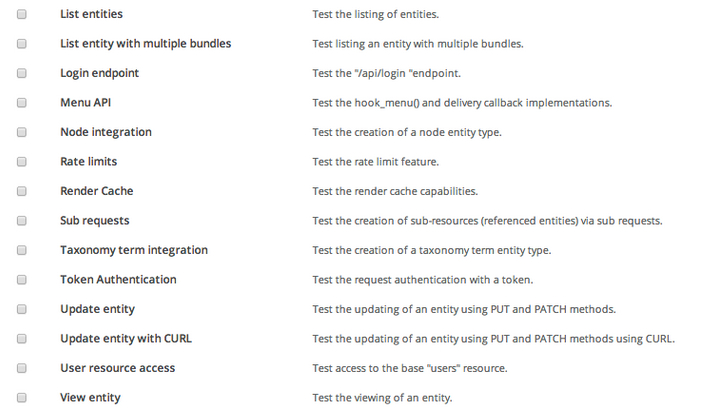 List entities Test the listing of entities.
List entity with multiple bundles Test listing an entity with multiple bundles.
Login endpoint Test the "/api/login "endpoint.
Menu API Test the hook_menu() and delivery callback implementations.
Node integration Test the creation of a node entity type.
Rate limits Test the rate limit feature.
Render Cache Test the render cache capabilities.
Sub requests Test the creation of sub-resources (referenced entities) via sub requests.
Taxonomy term integration Test the creation of a taxonomy term entity type.
Token Authentication Test the request authentication with a token.
Update entity Test the updating of an entity using PUT and PATCH methods.
Update entity with CURL Test the updating of an entity using PUT and PATCH methods using CURL.
User resource access Test access to the base "users" resource.
View entity Test the viewing of an entity.